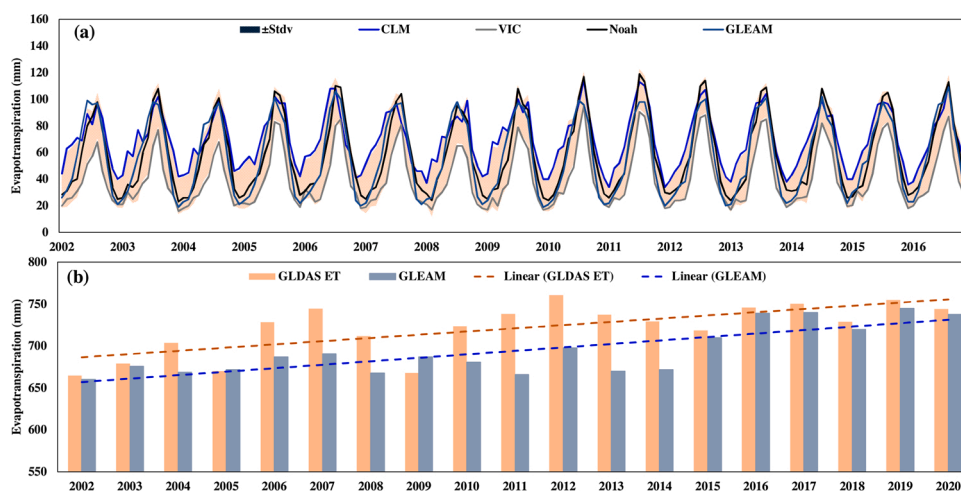 160
(a)
±Stdv CLM VIC Noah GLEAM
140
120
100
80
60
40
20
0
Evapotranspiration (mm)
2002 2003 2004 2005 2006 2007 2008 2009 2010 2011 2012 2013 2014 2015 2016
800
(b)
GLDAS ET GLEAM Linear (GLDAS ET) Linear (GLEAM)
750
700
650
600
550
Evapotranspiration (mm)
2002 2003 2004 2005 2006 2007 2008 2009 2010 2011 2012 2013 2014 2015 2016 2017 2018 2019 2020